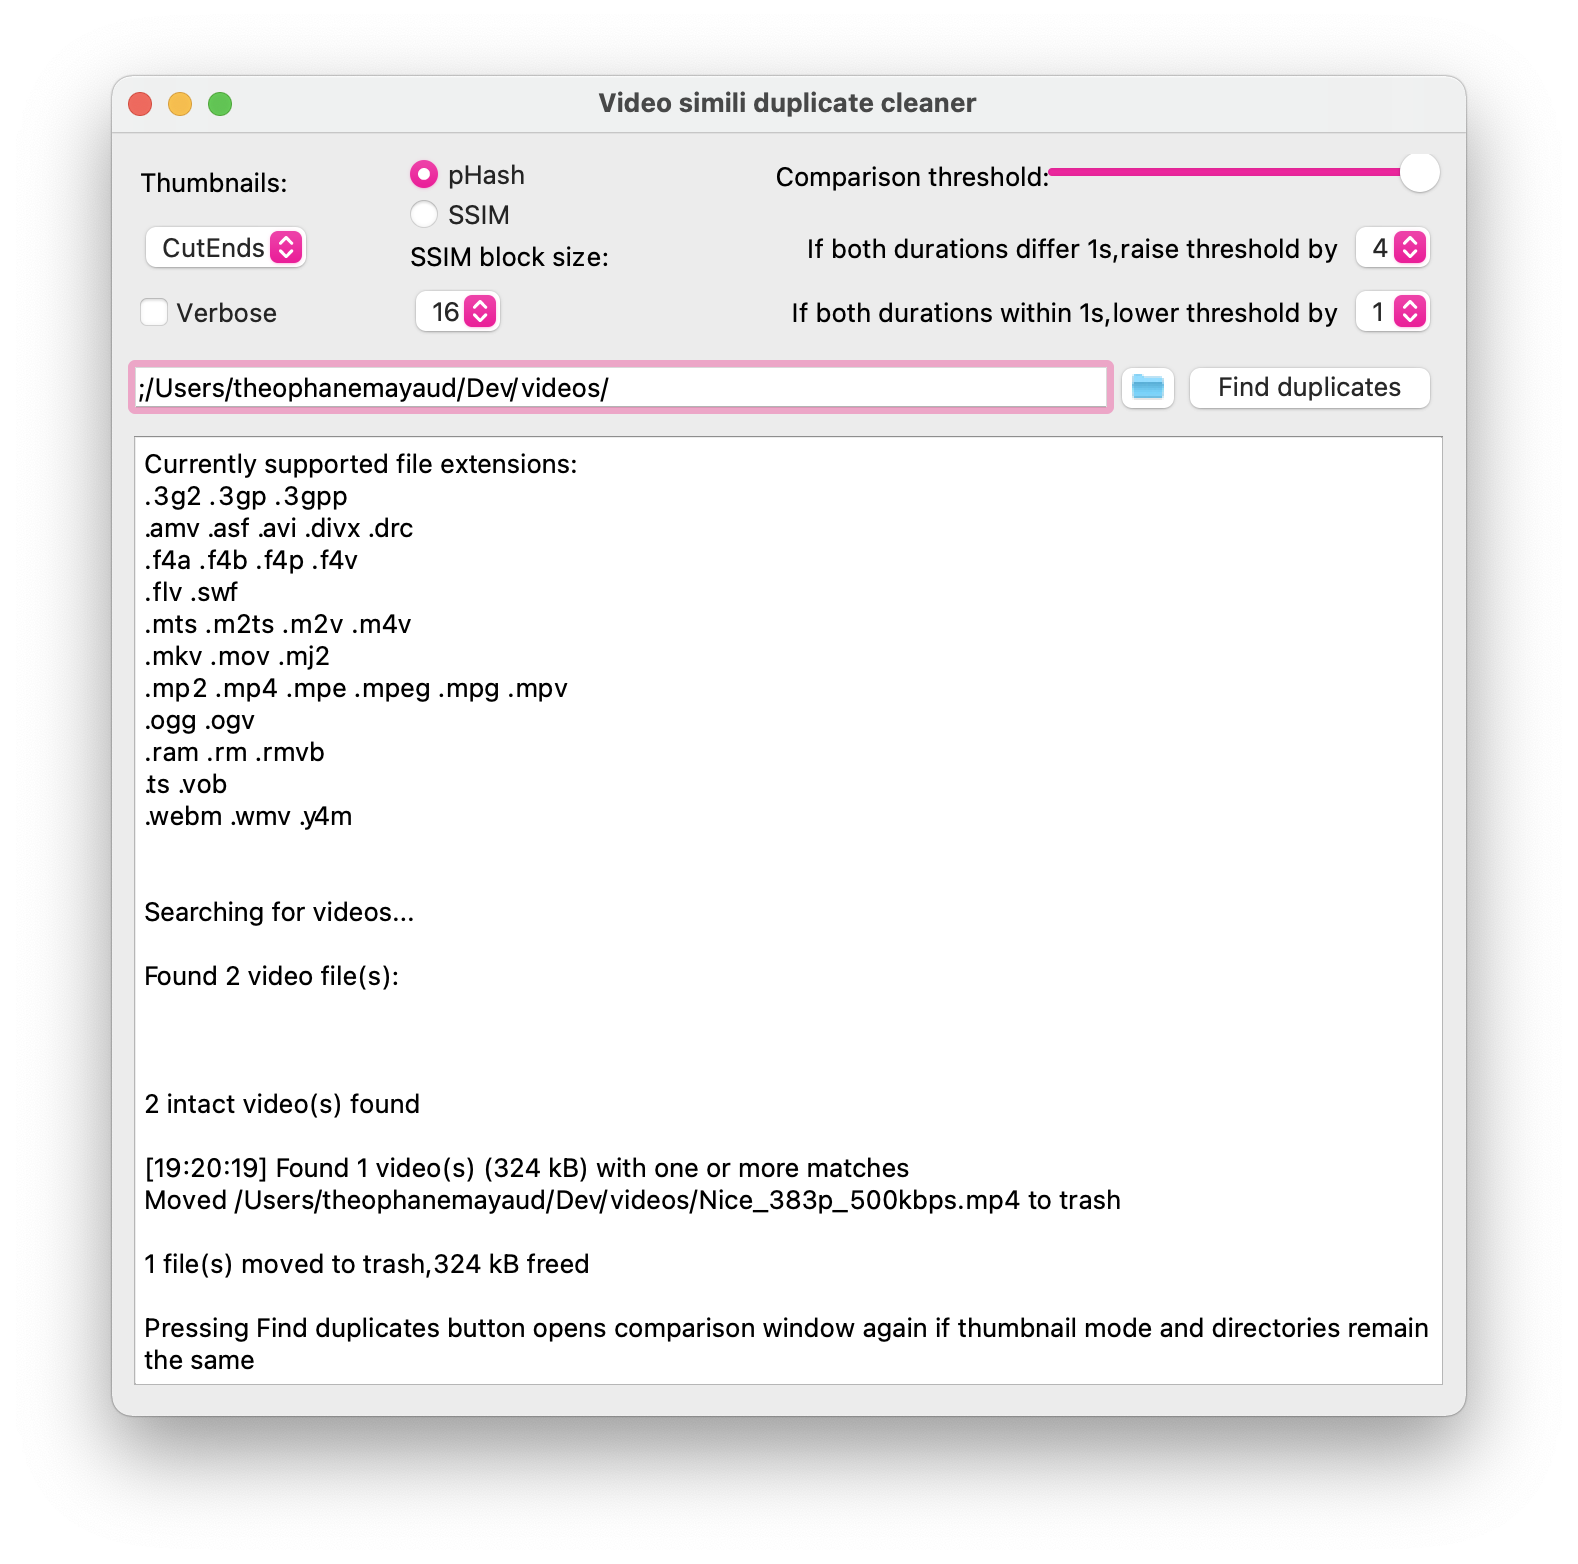 Video simili duplicate cleaner
Thumbnails:
CutEnds
Verbose
pHash
SSIM
SSIM block size:
16
Comparison threshold:
If both durations differ 1s,raise threshold by 4
If both durations within 1s,lower threshold by 1
;/Users/theophanemayaud/Dev/videos/
Find duplicates
Currently supported file extensions:
.3g2 .3gp .3gpp
.amv .asf .avi .divx .drc
.f4a .f4b .f4p .f4v
.flv .swf
.mts .m2ts .m2v .m4v
.mkv .mov .mj2
.mp2 .mp4 .mpe .mpeg .mpg .mpv
.ogg .ogv
.ram .rm .rmvb
.ts .vob
.webm .wmv .y4m
Searching for videos...
Found 2 video file(s):
2 intact video(s) found
[19:20:19] Found 1 video(s) (324 kB) with one or more matches
Moved /Users/theophanemayaud/Dev/videos/Nice_383p_500kbps.mp4 to trash
1 file(s) moved to trash,324 kB freed
Pressing Find duplicates button opens comparison window again if thumbnail mode and directories remain
the same